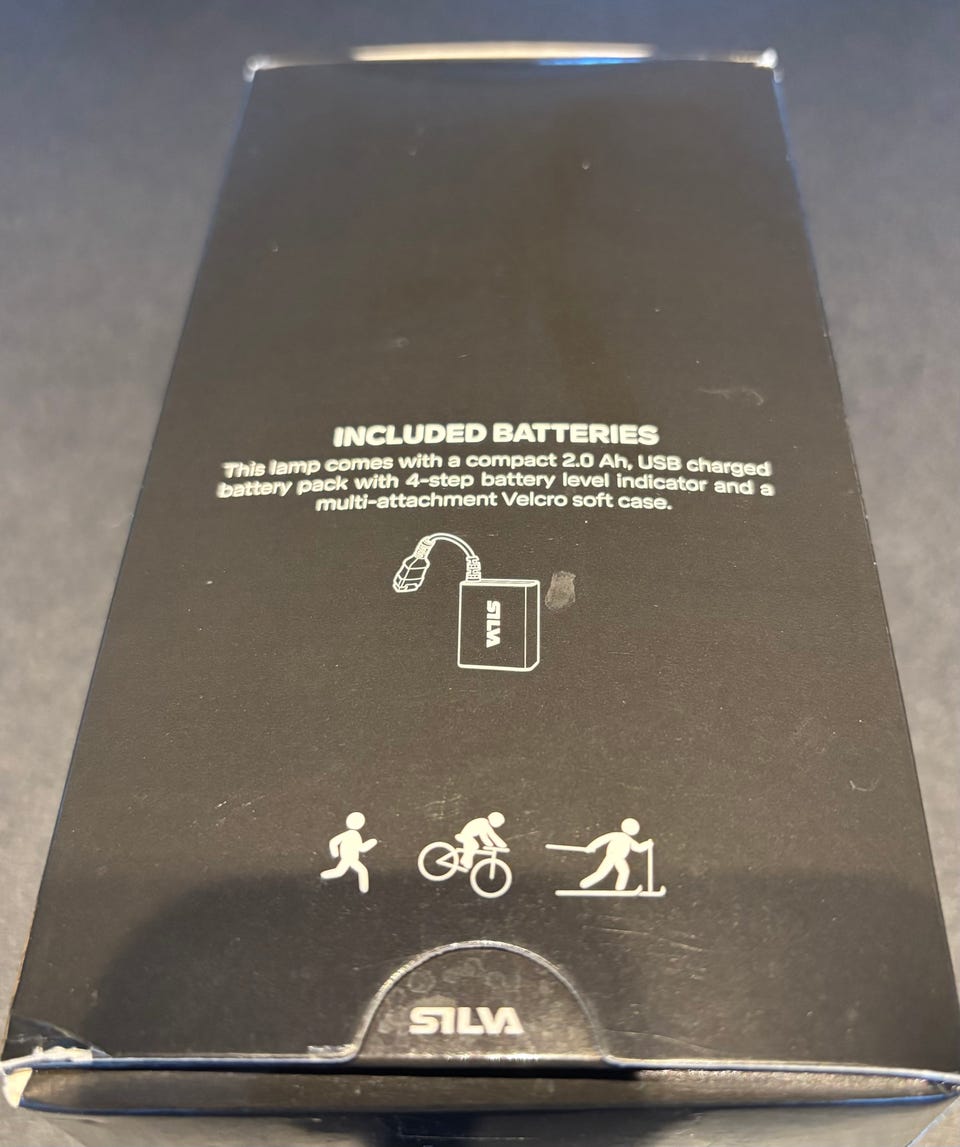 INCLUDED BATTERIES
This lamp comes with a compact 2.0 Ah, USB charged
battery pack with 4-step battery level indicator and a
multi-attachment Velcro soft case.
SILVA
SILVA